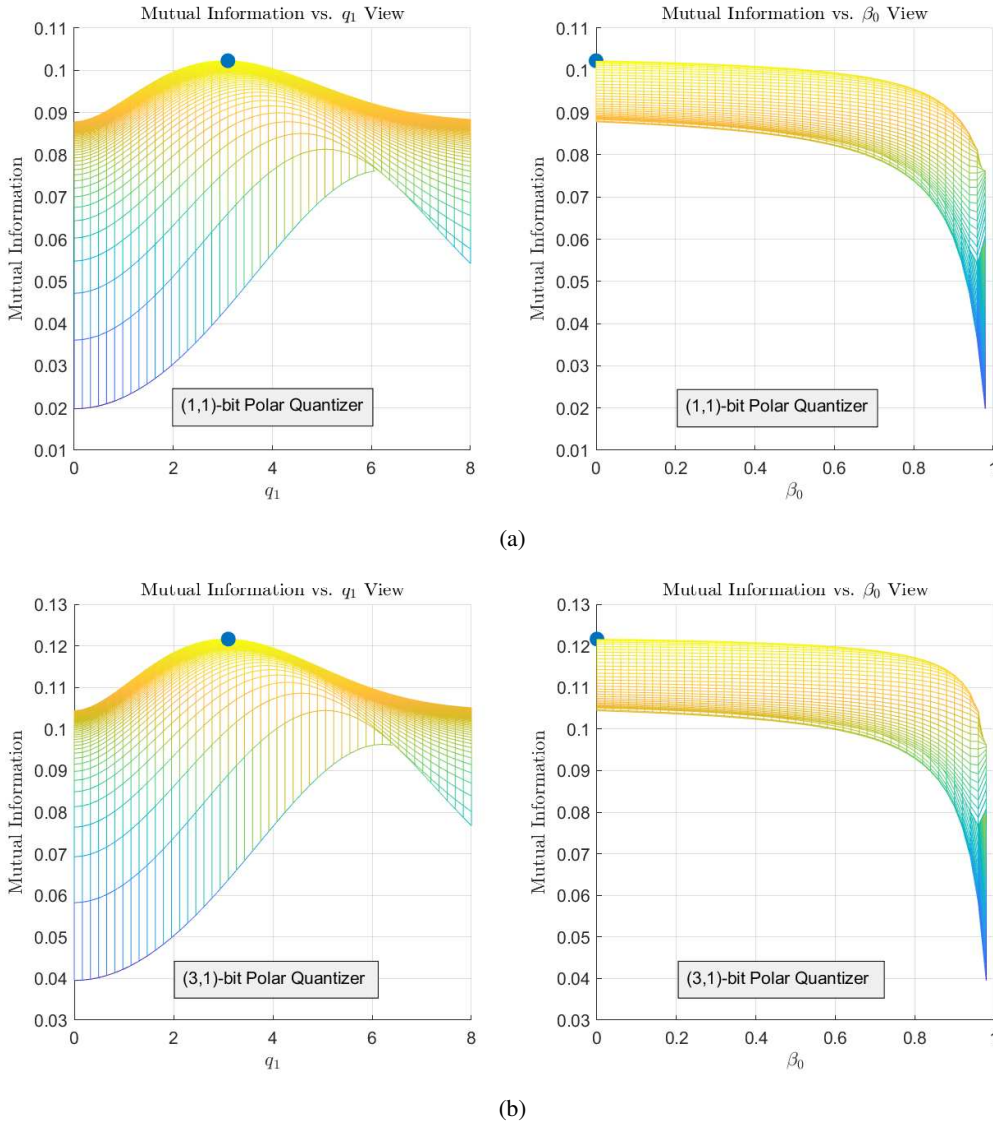 Mutual Information vs. q₁ View
Mutual Information
0.11
0.1
0.09
0.08
0.07
0.06
0.05
0.04
0.03
0.02
0.01
(1,1)-bit Polar Quantizer
0 2 4 6 8
q₁
Mutual Information vs. β₀ View
Mutual Information
0.11
0.1
0.09
0.08
0.07
0.06
0.05
0.04
0.03
0.02
0.01
(1,1)-bit Polar Quantizer
0 0.2 0.4 0.6 0.8 1
β₀
(a)
Mutual Information vs. q₁ View
Mutual Information
0.13
0.12
0.11
0.1
0.09
0.08
0.07
0.06
0.05
0.04
0.03
(3,1)-bit Polar Quantizer
0 2 4 6 8
q₁
Mutual Information vs. β₀ View
Mutual Information
0.13
0.12
0.11
0.1
0.09
0.08
0.07
0.06
0.05
0.04
0.03
(3,1)-bit Polar Quantizer
0 0.2 0.4 0.6 0.8 1
β₀
(b)